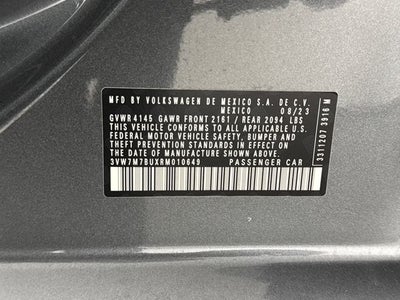 MFD BY VOLKSWAGEN DE MEXICO S.A. DE C.V.
MEXICO 08/23
GVWR 4145 GAWR FRONT 2161 / REAR 2094 LBS
THIS VEHICLE CONFORMS TO ALL APPLICABLE U.S.
FEDERAL MOTOR VEHICLE SAFETY, BUMPER AND
THEFT PREVENTION STANDARDS IN EFFECT ON THE
DATE OF MANUFACTURE SHOWN ABOVE.
3VW7M7BUXRM010649 PASSENGER CAR
3311207 3916 M